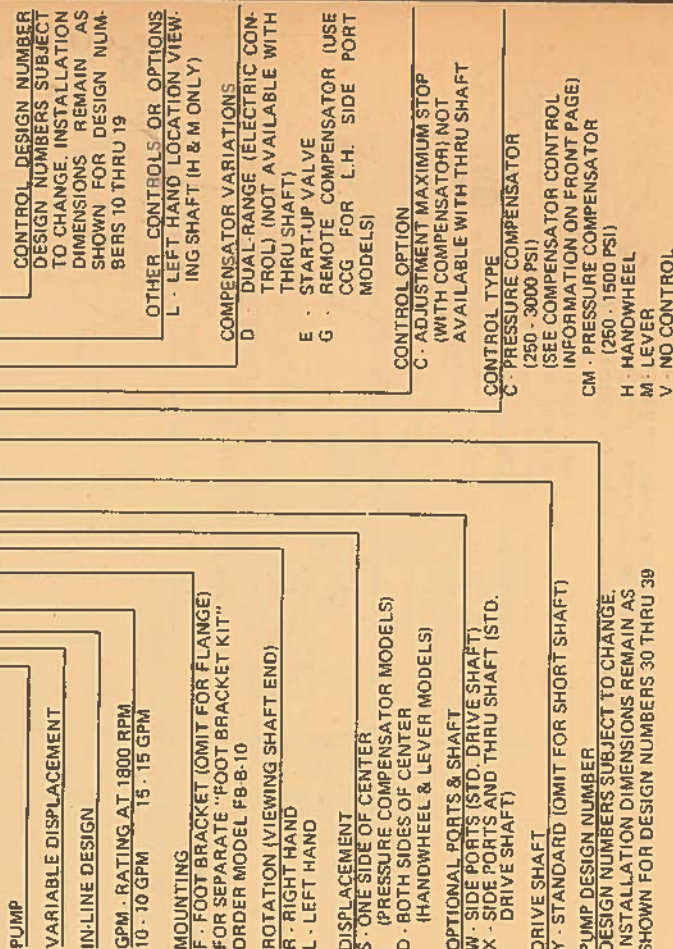 PUMP
VARIABLE DISPLACEMENT
IN-LINE DESIGN
GPM - RATING AT 1800 RPM
10 - 10 GPM 15 - 15 GPM
MOUNTING
F - FOOT BRACKET (OMIT FOR FLANGE)
FOR SEPARATE "FOOT BRACKET KIT"
ORDER MODEL FB-B-10
ROTATION (VIEWING SHAFT END)
R - RIGHT HAND
L - LEFT HAND
DISPLACEMENT
S - ONE SIDE OF CENTER
(PRESSURE COMPENSATOR MODELS)
D - BOTH SIDES OF CENTER
(HANDWHEEL & LEVER MODELS)
OPTIONAL PORTS & SHAFT
W - SIDE PORTS (STD. DRIVE SHAFT)
X - SIDE PORTS AND THRU SHAFT (STD.
DRIVE SHAFT)
DRIVE SHAFT
Y - STANDARD (OMIT FOR SHORT SHAFT)
PUMP DESIGN NUMBER
DESIGN NUMBERS SUBJECT TO CHANGE.
INSTALLATION DIMENSIONS REMAIN AS
SHOWN FOR DESIGN NUMBERS 30 THRU 39
CONTROL DESIGN NUMBER
DESIGN NUMBERS SUBJECT
TO CHANGE. INSTALLATION
DIMENSIONS REMAIN AS
SHOWN FOR DESIGN NUM-
BERS 10 THRU 19
OTHER CONTROLS OR OPTIONS
L - LEFT HAND LOCATION VIEW-
ING SHAFT (H & M ONLY)
COMPENSATOR VARIATIONS
D - DUAL-RANGE (ELECTRIC CON-
TROL) (NOT AVAILABLE WITH
THRU SHAFT)
E - START-UP VALVE
G - REMOTE COMPENSATOR (USE
CCG FOR L.H. SIDE PORT
MODELS)
CONTROL OPTION
C - ADJUSTMENT MAXIMUM STOP
(WITH COMPENSATOR) NOT
AVAILABLE WITH THRU SHAFT
CONTROL TYPE
C - PRESSURE COMPENSATOR
(250 - 3000 PSI)
(SEE COMPENSATOR CONTROL
INFORMATION ON FRONT PAGE)
CM - PRESSURE COMPENSATOR
(250 - 1500 PSI)
H - HANDWHEEL
M - LEVER
V - NO CONTROL